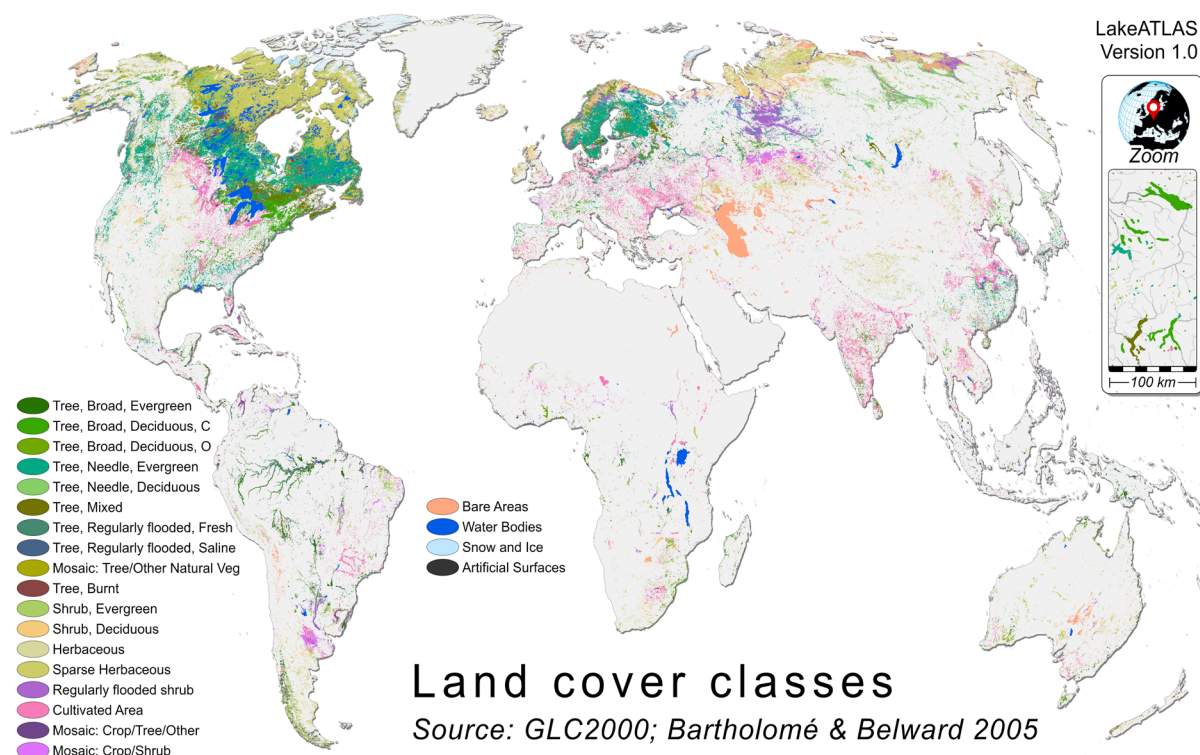 LakeATLAS
Version 1.0
Zoom
100 km
Tree, Broad, Evergreen
Tree, Broad, Deciduous, C
Tree, Broad, Deciduous, O
Tree, Needle, Evergreen
Tree, Needle, Deciduous
Tree, Mixed
Tree, Regularly flooded, Fresh
Tree, Regularly flooded, Saline
Mosaic: Tree/Other Natural Veg
Tree, Burnt
Shrub, Evergreen
Shrub, Deciduous
Herbaceous
Sparse Herbaceous
Regularly flooded shrub
Cultivated Area
Mosaic: Crop/Tree/Other
Mosaic: Crop/Shrub
Bare Areas
Water Bodies
Snow and Ice
Artificial Surfaces
Land cover classes
Source: GLC2000; Bartholomé & Belward 2005